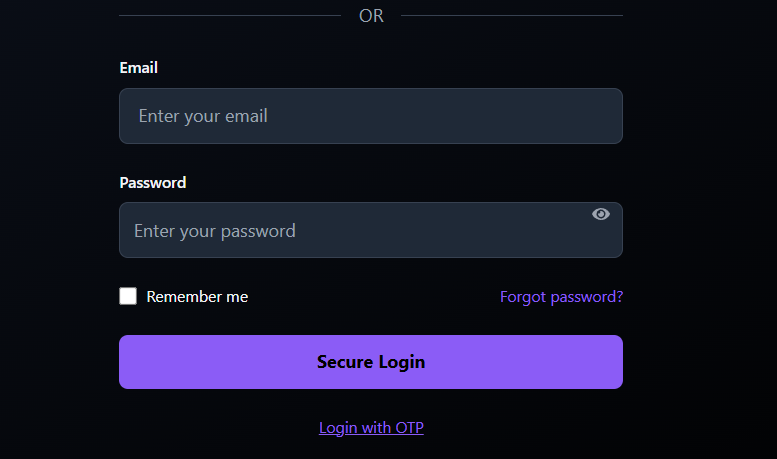 OR
Email
Enter your email
Password
Enter your password
Remember me Forgot password?
Secure Login
Login with OTP